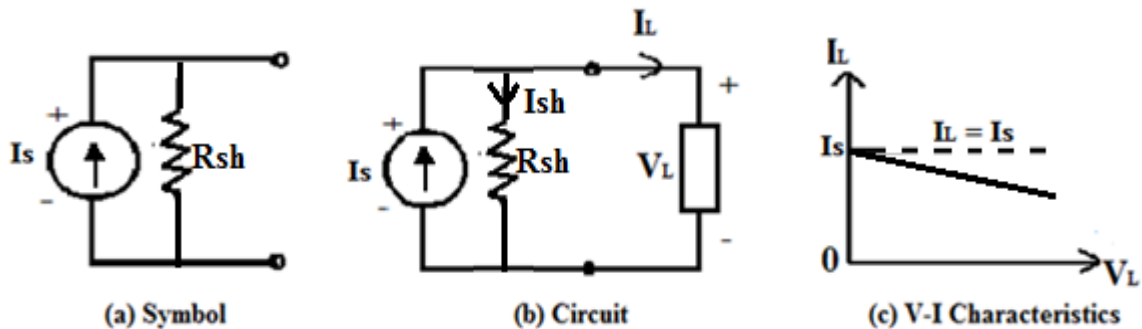 +
Is
-
Rsh
(a) Symbol
IL
+
Is
-
Ish
Rsh
+
VL
-
(b) Circuit
IL
Is
IL = Is
0
VL
(c) V-I Characteristics